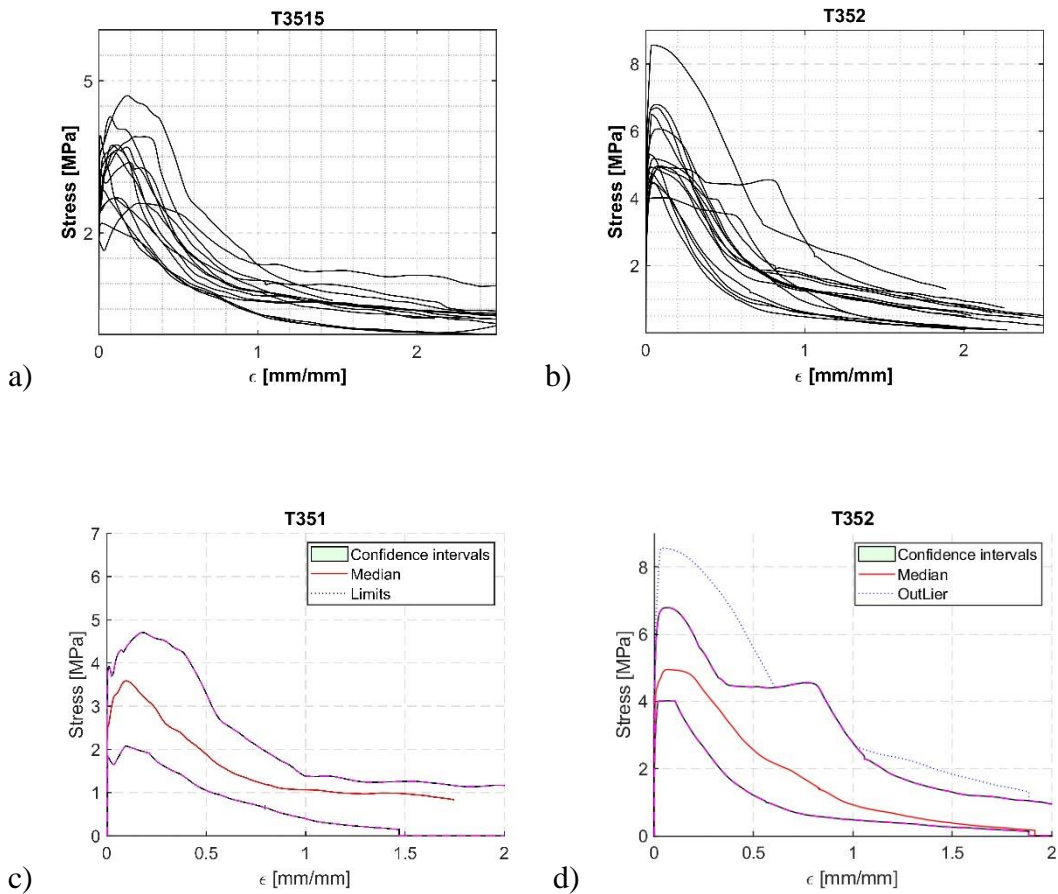 T3515
Stress [MPa]
5
2
0
1
2
ϵ [mm/mm]
a)
T352
Stress [MPa]
8
6
4
2
0
1
2
ϵ [mm/mm]
b)
T351
Stress [MPa]
7
6
5
4
3
2
1
0
0
0.5
1
1.5
2
ϵ [mm/mm]
Confidence intervals
Median
Limits
c)
T352
Stress [MPa]
8
6
4
2
0
0
0.5
1
1.5
2
ϵ [mm/mm]
Confidence intervals
Median
OutLier
d)